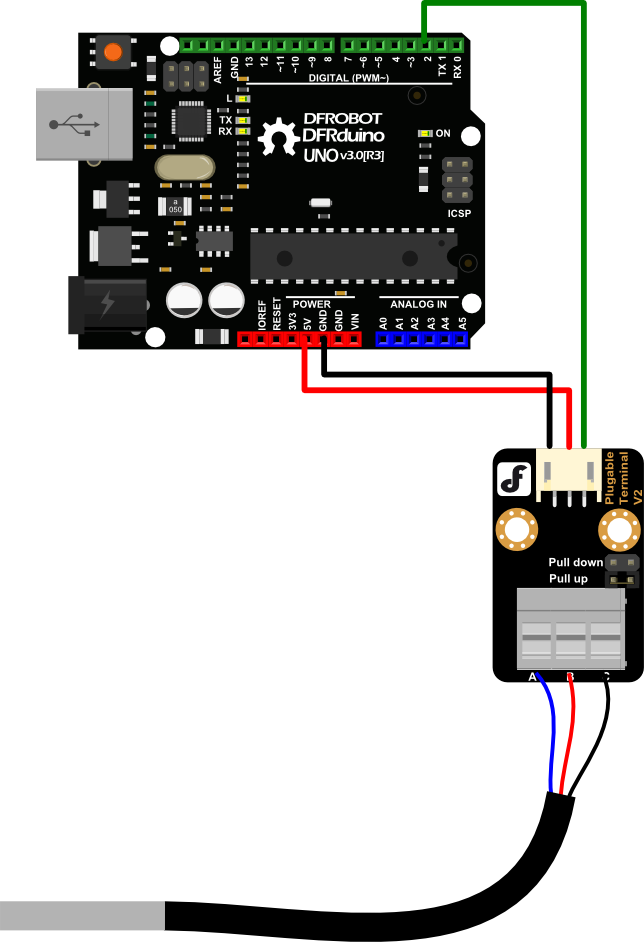 AREF
GND
13
12
~11
~10
~9
8
7
~6
~5
4
~3
2
TX 1
RX 0
DIGITAL (PWM~)
L
TX
RX
DFROBOT
DFRduino
UNO v3.0[R3]
ON
ICSP
a
050
POWER
ANALOG IN
IOREF
RESET
3V3
5V
GND
GND
VIN
A0
A1
A2
A3
A4
A5
Plugable
Terminal
V2
Pull down
Pull up
A
B
C